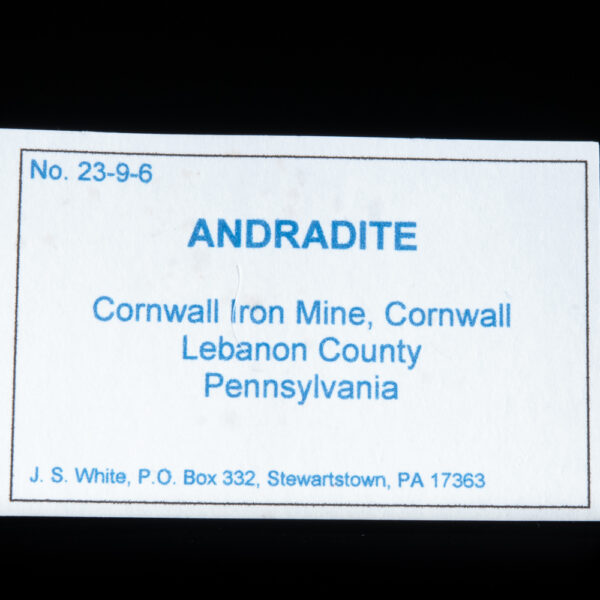 No. 23-9-6
ANDRADITE
Cornwall Iron Mine, Cornwall
Lebanon County
Pennsylvania
J. S. White, P.O. Box 332, Stewartstown, PA 17363